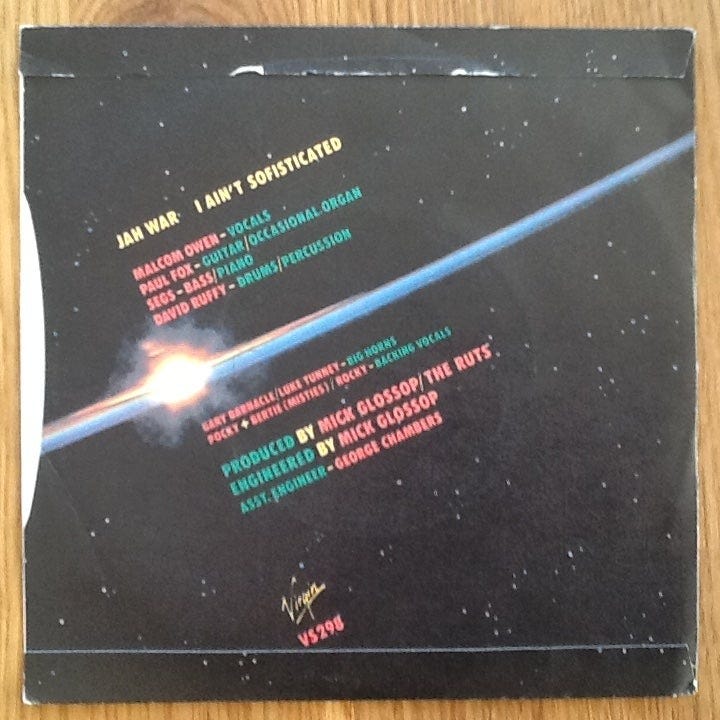 JAH WAR · I AIN'T SOFISTICATED
MALCOM OWEN - VOCALS
PAUL FOX - GUITAR/OCCASIONAL ORGAN
SEGS - BASS/PIANO
DAVID RUFFY - DRUMS/PERCUSSION
GARY BARNACLE/LUKE TUNNEY - BIG HORNS
POCKY + BERTIE (MISTIES) / ROCKY - BACKING VOCALS
PRODUCED BY MICK GLOSSOP/THE RUTS
ENGINEERED BY MICK GLOSSOP
ASST. ENGINEER - GEORGE CHAMBERS
Virgin
VS298